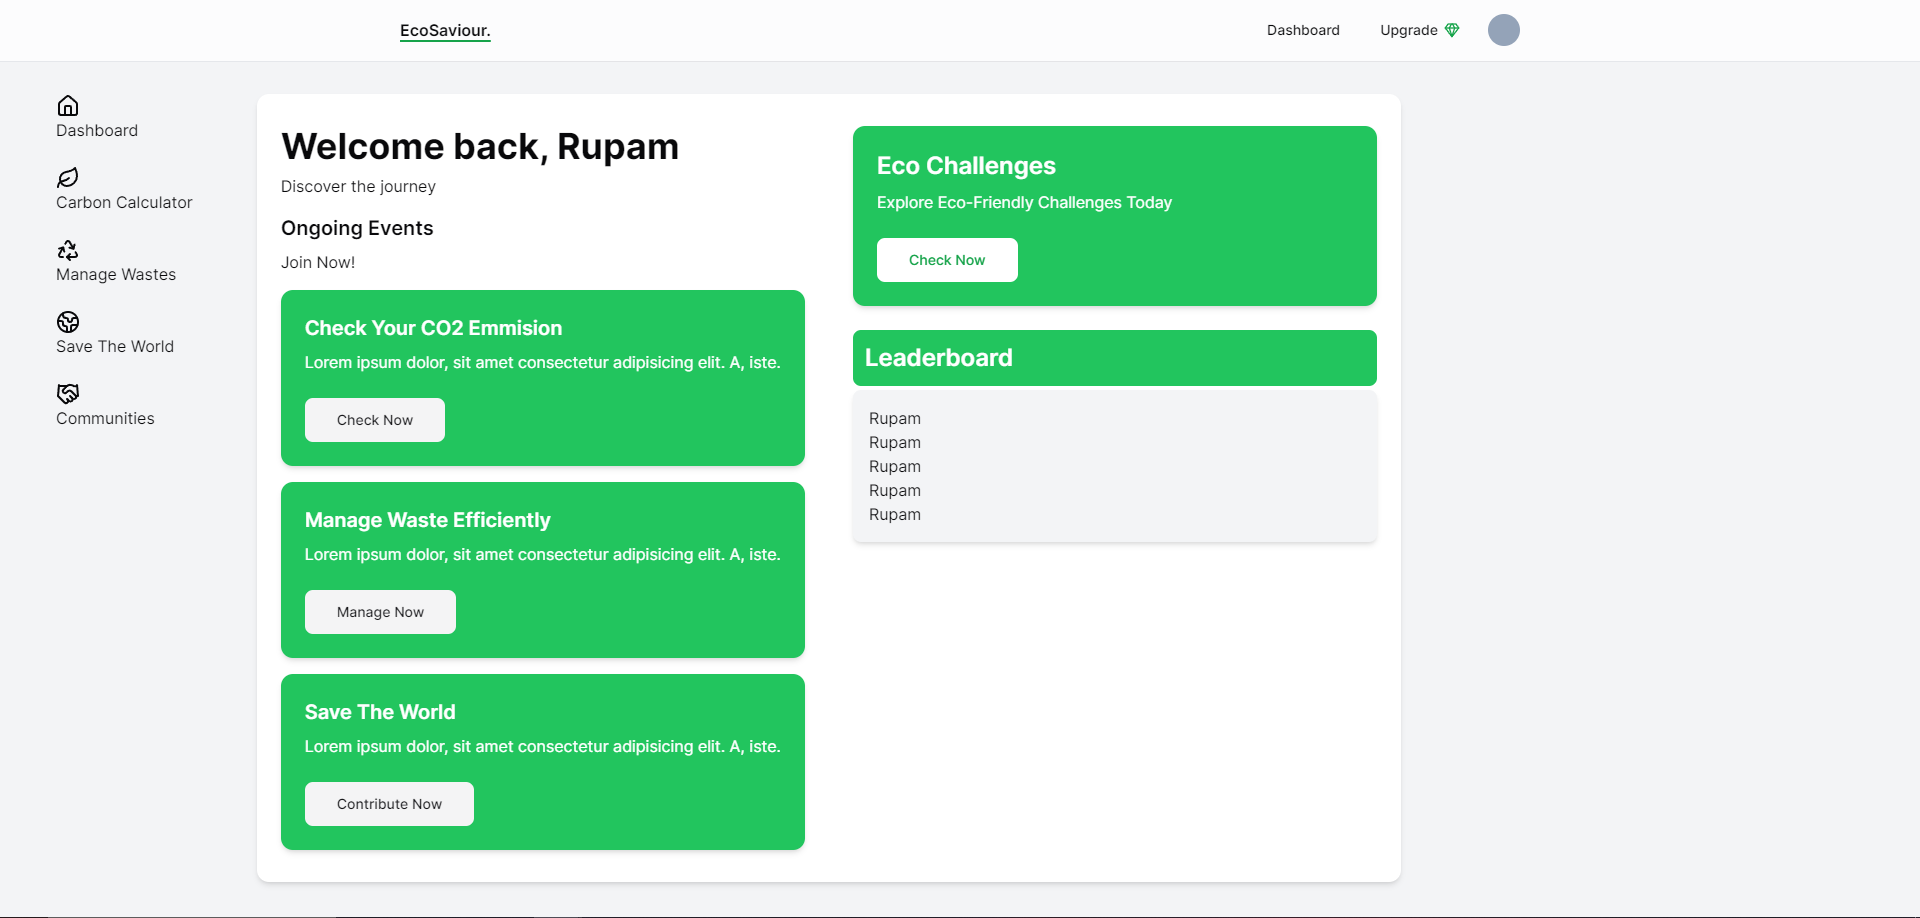 EcoSaviour.
Dashboard
Upgrade
Dashboard
Carbon Calculator
Manage Wastes
Save The World
Communities
Welcome back, Rupam
Discover the journey
Ongoing Events
Join Now!
Check Your CO2 Emmision
Lorem ipsum dolor, sit amet consectetur adipisicing elit. A, iste.
Check Now
Manage Waste Efficiently
Lorem ipsum dolor, sit amet consectetur adipisicing elit. A, iste.
Manage Now
Save The World
Lorem ipsum dolor, sit amet consectetur adipisicing elit. A, iste.
Contribute Now
Eco Challenges
Explore Eco-Friendly Challenges Today
Check Now
Leaderboard
Rupam
Rupam
Rupam
Rupam
Rupam